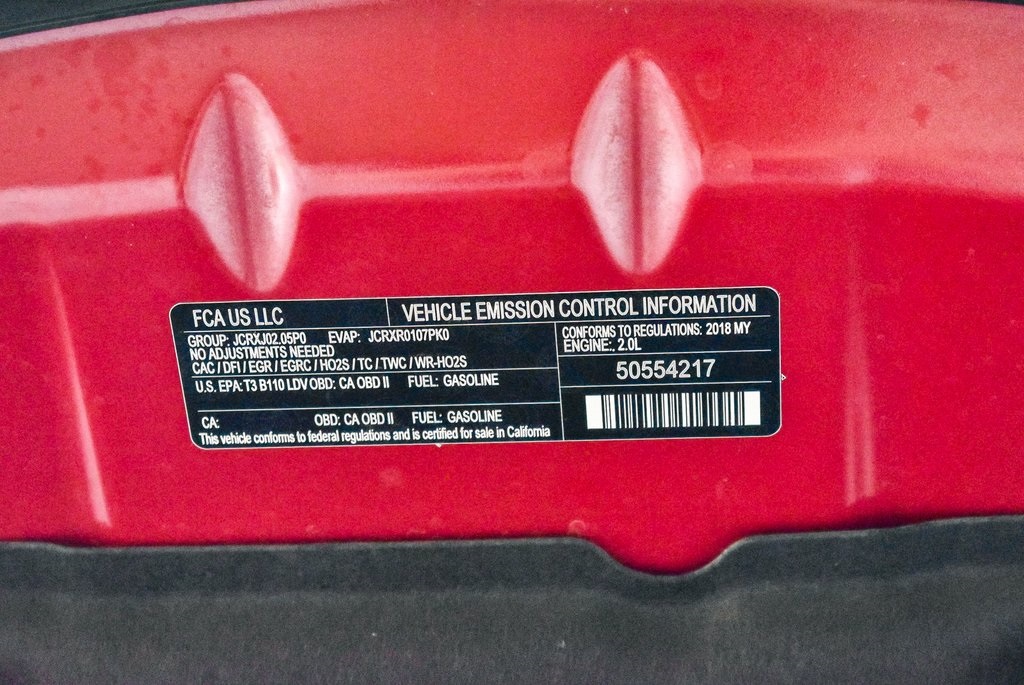 FCA US LLC
VEHICLE EMISSION CONTROL INFORMATION
GROUP: JCRXJ02.05P0 EVAP: JCRXR0107PK0
NO ADJUSTMENTS NEEDED
CAC / DFI / EGR / EGRC / HO2S / TC / TWC / WR-HO2S
U.S. EPA: T3 B110 LDV OBD: CA OBD II FUEL: GASOLINE
CA: OBD: CA OBD II FUEL: GASOLINE
This vehicle conforms to federal regulations and is certified for sale in California
CONFORMS TO REGULATIONS: 2018 MY
ENGINE:, 2.0L
50554217